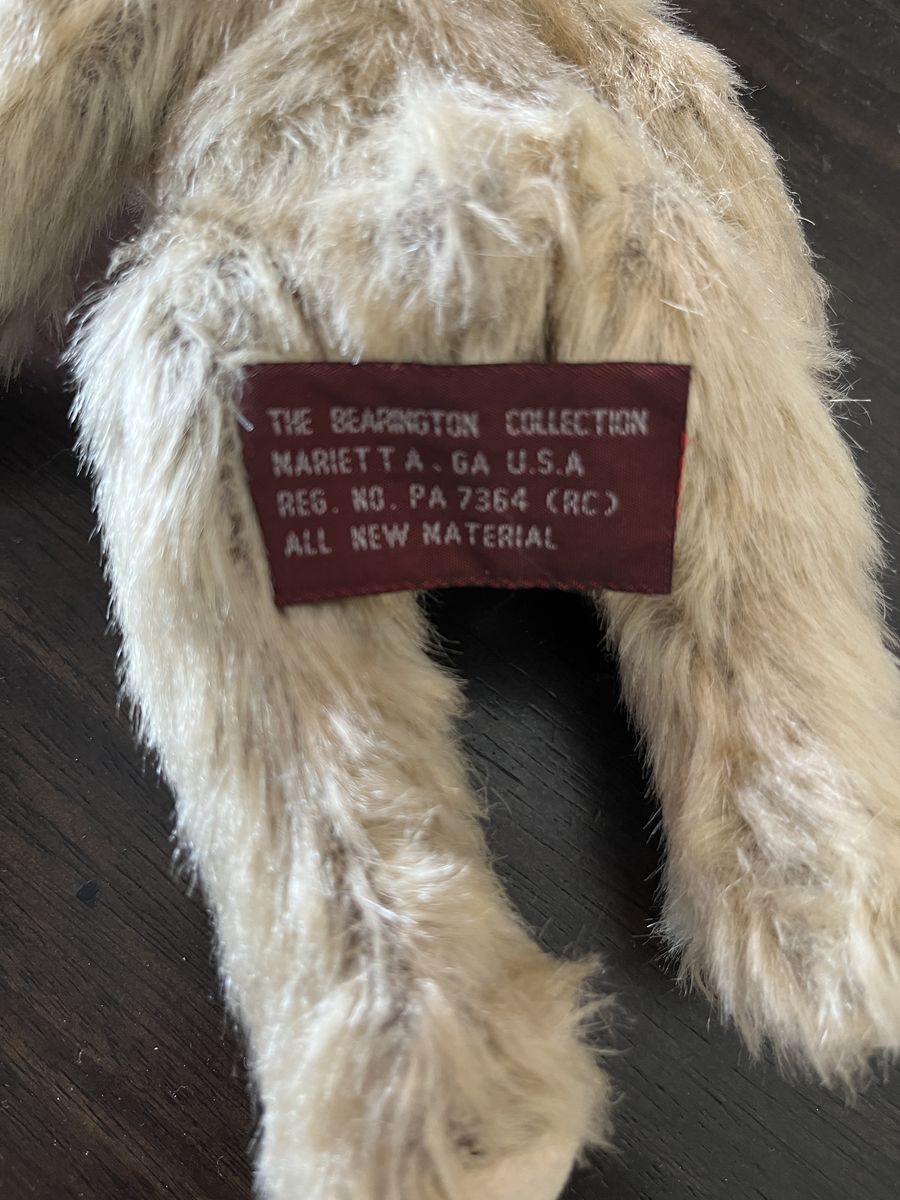 THE BEARINGTON COLLECTION
MARIETTA, GA U.S.A
REG. NO. PA 7364 (RC)
ALL NEW MATERIAL